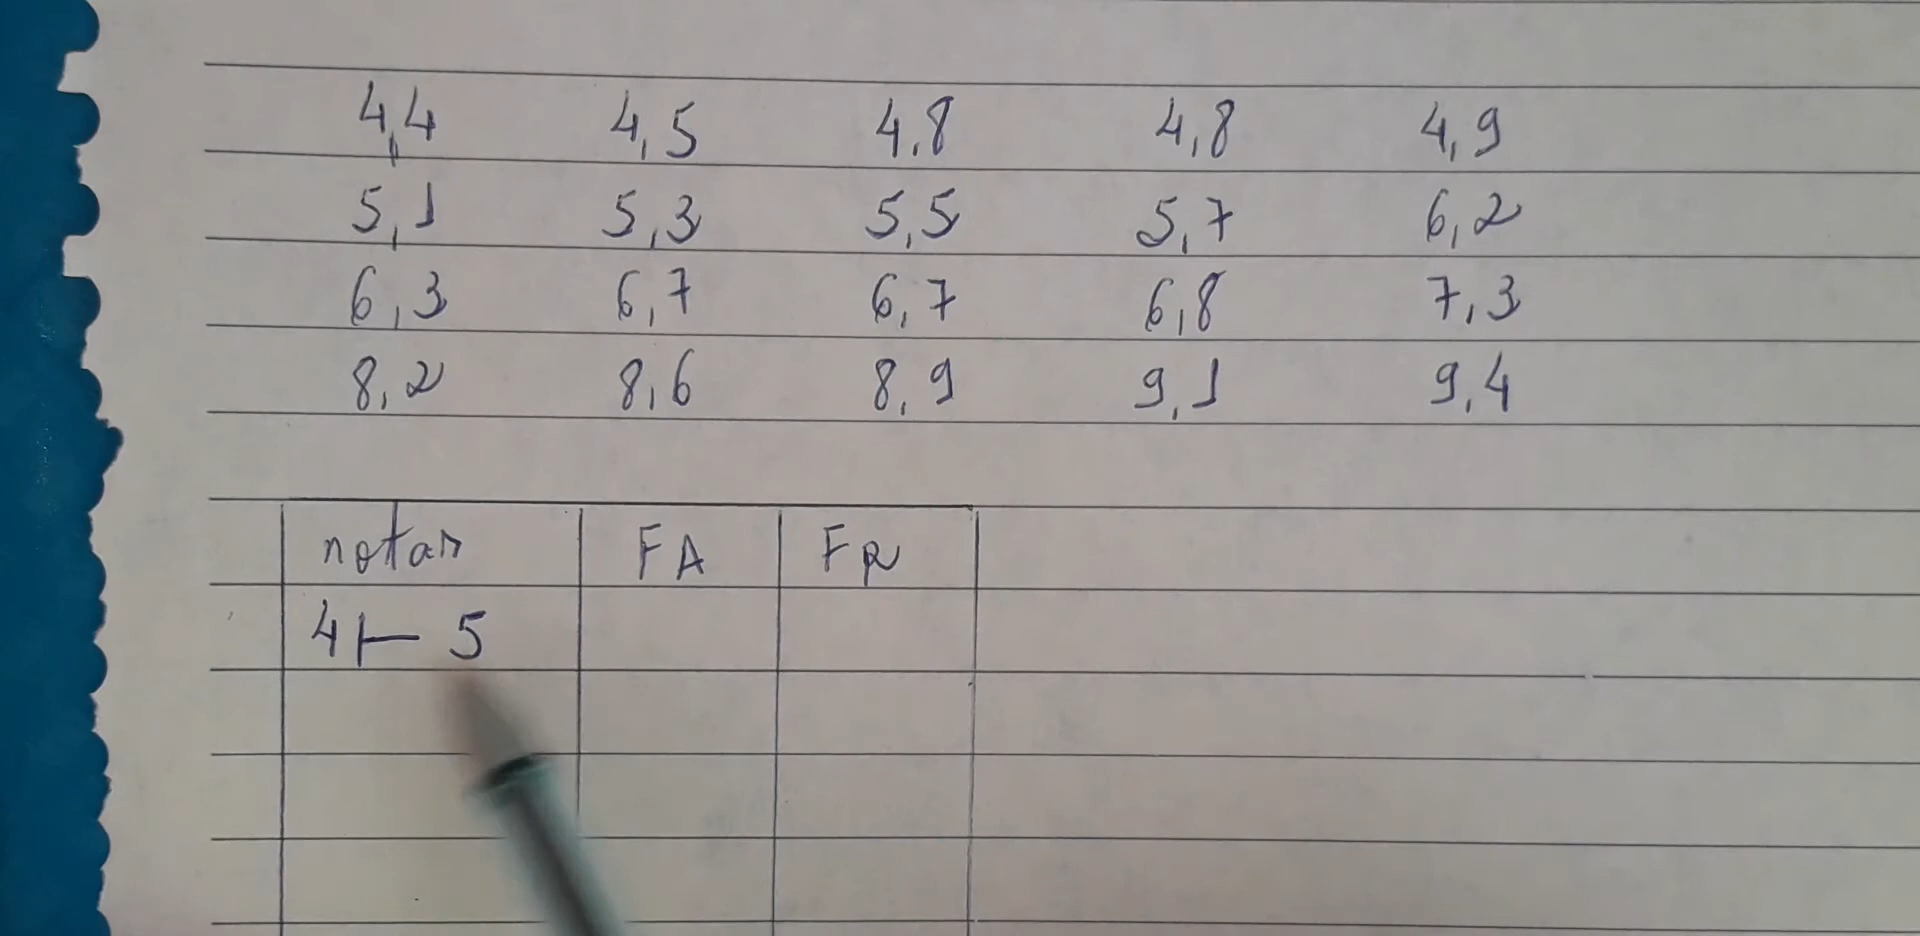 4,4 4,5 4,8 4,8 4,9
5,1 5,3 5,5 5,7 6,2
6,3 6,7 6,7 6,8 7,3
8,2 8,6 8,9 9,1 9,4
notas FA FR
4 ⊢ 5